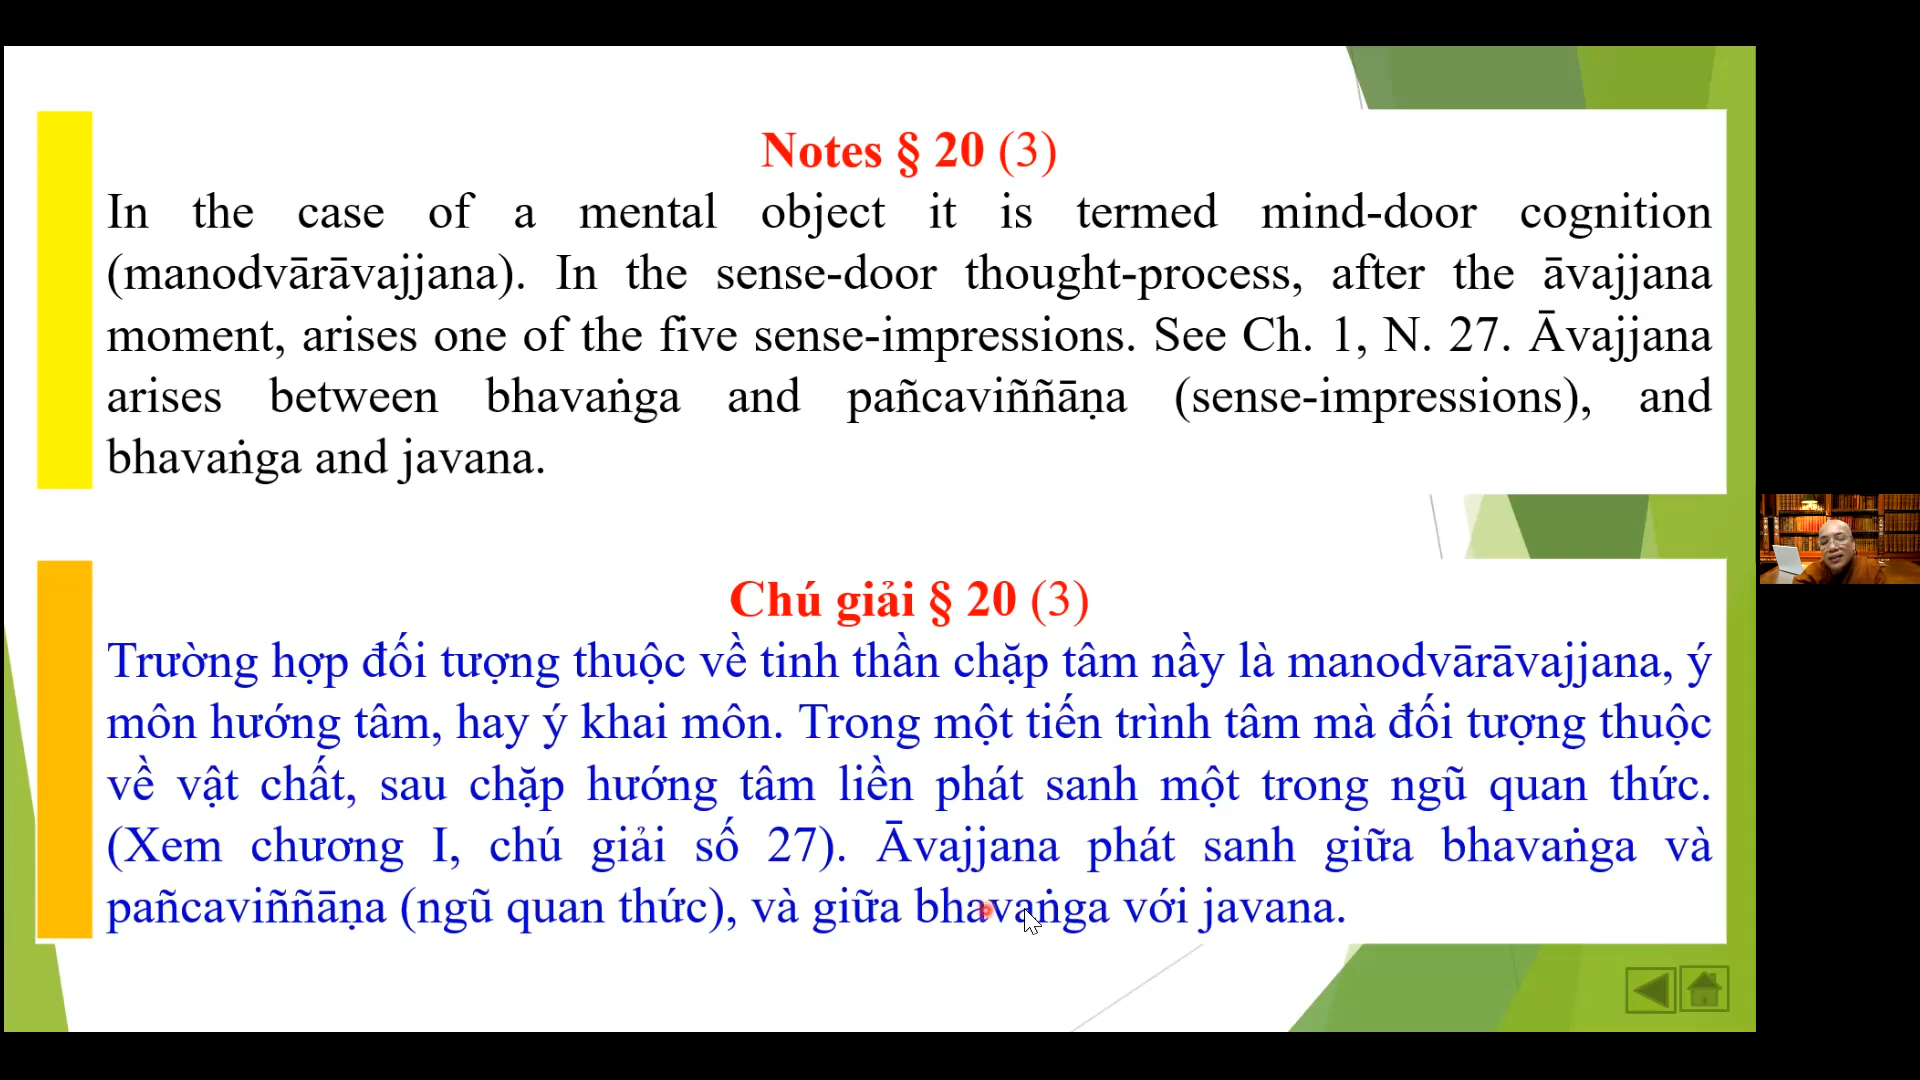 Notes § 20 (3)
In the case of a mental object it is termed mind-door cognition
(manodvārāvajjana). In the sense-door thought-process, after the āvajjana
moment, arises one of the five sense-impressions. See Ch. 1, N. 27. Āvajjana
arises between bhavaṅga and pañcaviññāṇa (sense-impressions), and
bhavaṅga and javana.
Chú giải § 20 (3)
Trường hợp đối tượng thuộc về tinh thần chặp tâm nầy là manodvārāvajjana, ý
môn hướng tâm, hay ý khai môn. Trong một tiến trình tâm mà đối tượng thuộc
về vật chất, sau chặp hướng tâm liền phát sanh một trong ngũ quan thức.
(Xem chương I, chú giải số 27). Āvajjana phát sanh giữa bhavaṅga và
pañcaviññāṇa (ngũ quan thức), và giữa bhavaṅga với javana.